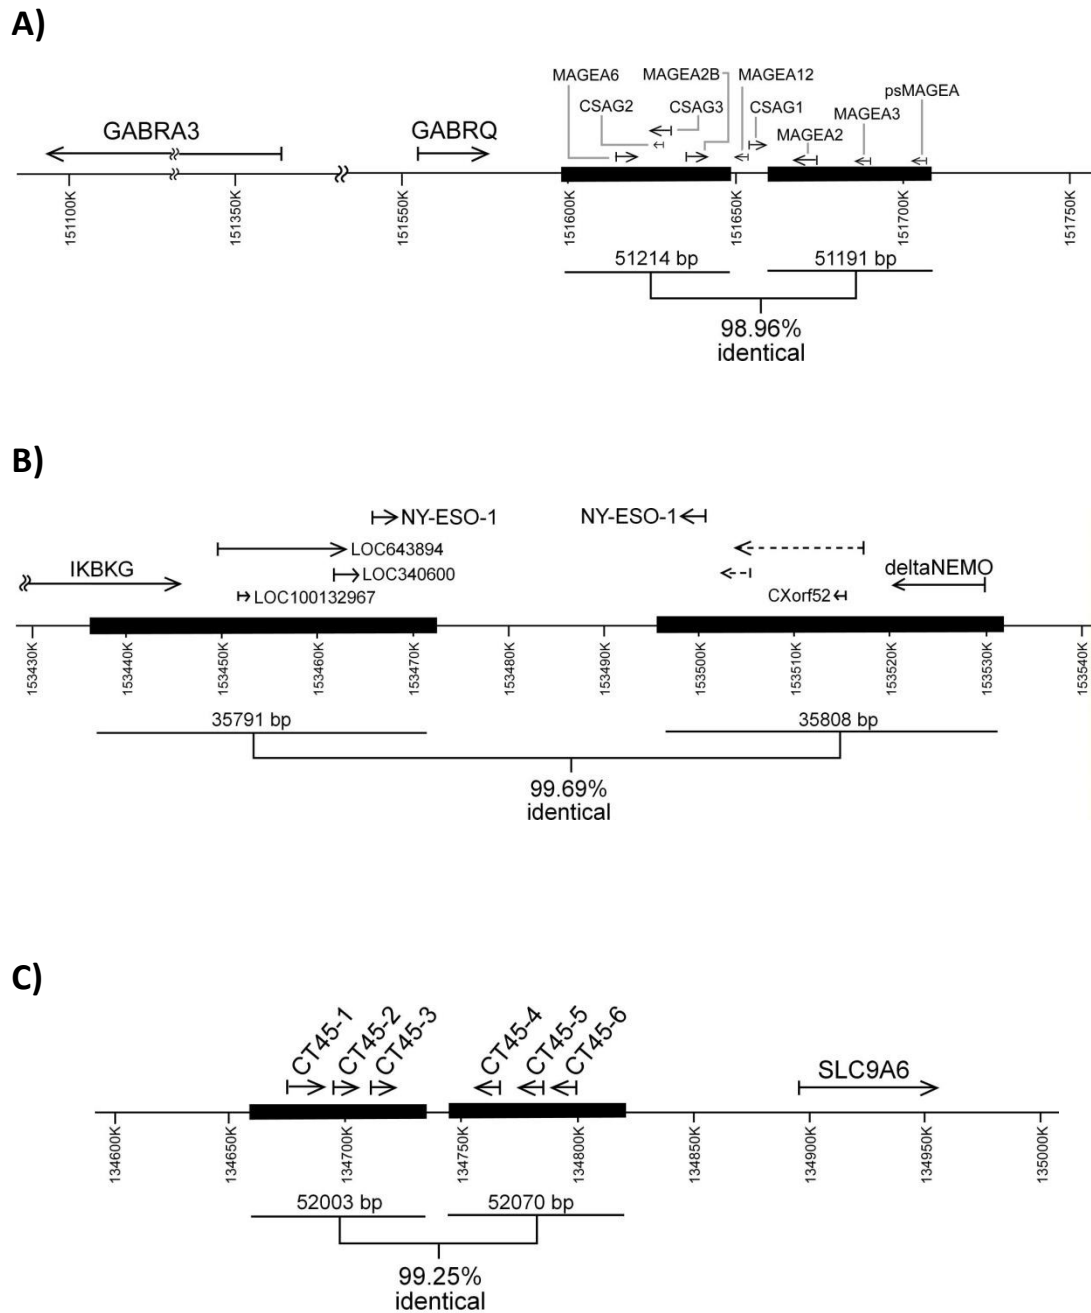 A)
MAGEA6 MAGEA2B MAGEA12
psMAGEA
CSAG2 CSAG3 CSAG1 MAGEA3
GABRA3 GABRQ MAGEA2
151100K 151350K 151550K 151600K 151650K 151700K 151750K
51214 bp 51191 bp
98.96%
identical
B)
NY-ESO-1 NY-ESO-1
LOC643894
IKBKG LOC340600 deltaNEMO
LOC100132967 CXorf52
153430K 153440K 153450K 153460K 153470K 153480K 153490K 153500K 153510K 153520K 153530K 153540K
35791 bp 35808 bp
99.69%
identical
C)
CT45-1 CT45-2 CT45-3 CT45-4 CT45-5 CT45-6
SLC9A6
134600K 134650K 134700K 134750K 134800K 134850K 134900K 134950K 135000K
52003 bp 52070 bp
99.25%
identical